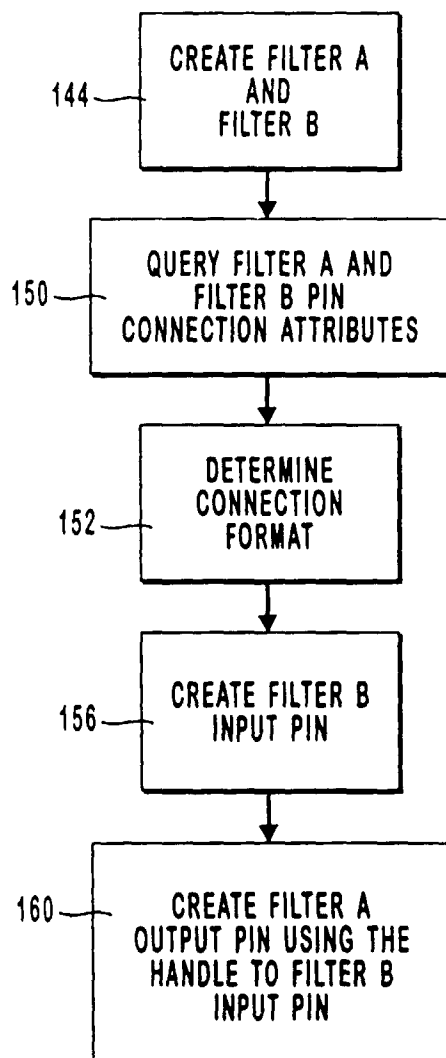 CREATE FILTER A
AND
FILTER B
144
QUERY FILTER A AND
FILTER B PIN
CONNECTION ATTRIBUTES
150
DETERMINE
CONNECTION
FORMAT
152
CREATE FILTER B
INPUT PIN
156
CREATE FILTER A
OUTPUT PIN USING THE
HANDLE TO FILTER B
INPUT PIN
160